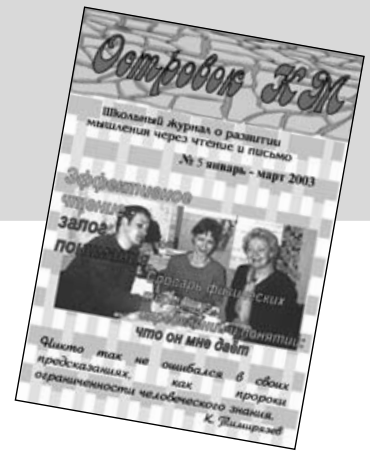 Островок КМ
Школьный журнал о развитии
мышления через чтение и письмо
№ 5 январь - март 2003
Эффективное
чтение
залог
понимания
Словарь физических
понятий:
что он мне даёт
Никто так не ошибался в своих
предсказаниях, как пророки
ограниченности человеческого знания.
К. Тимирязев